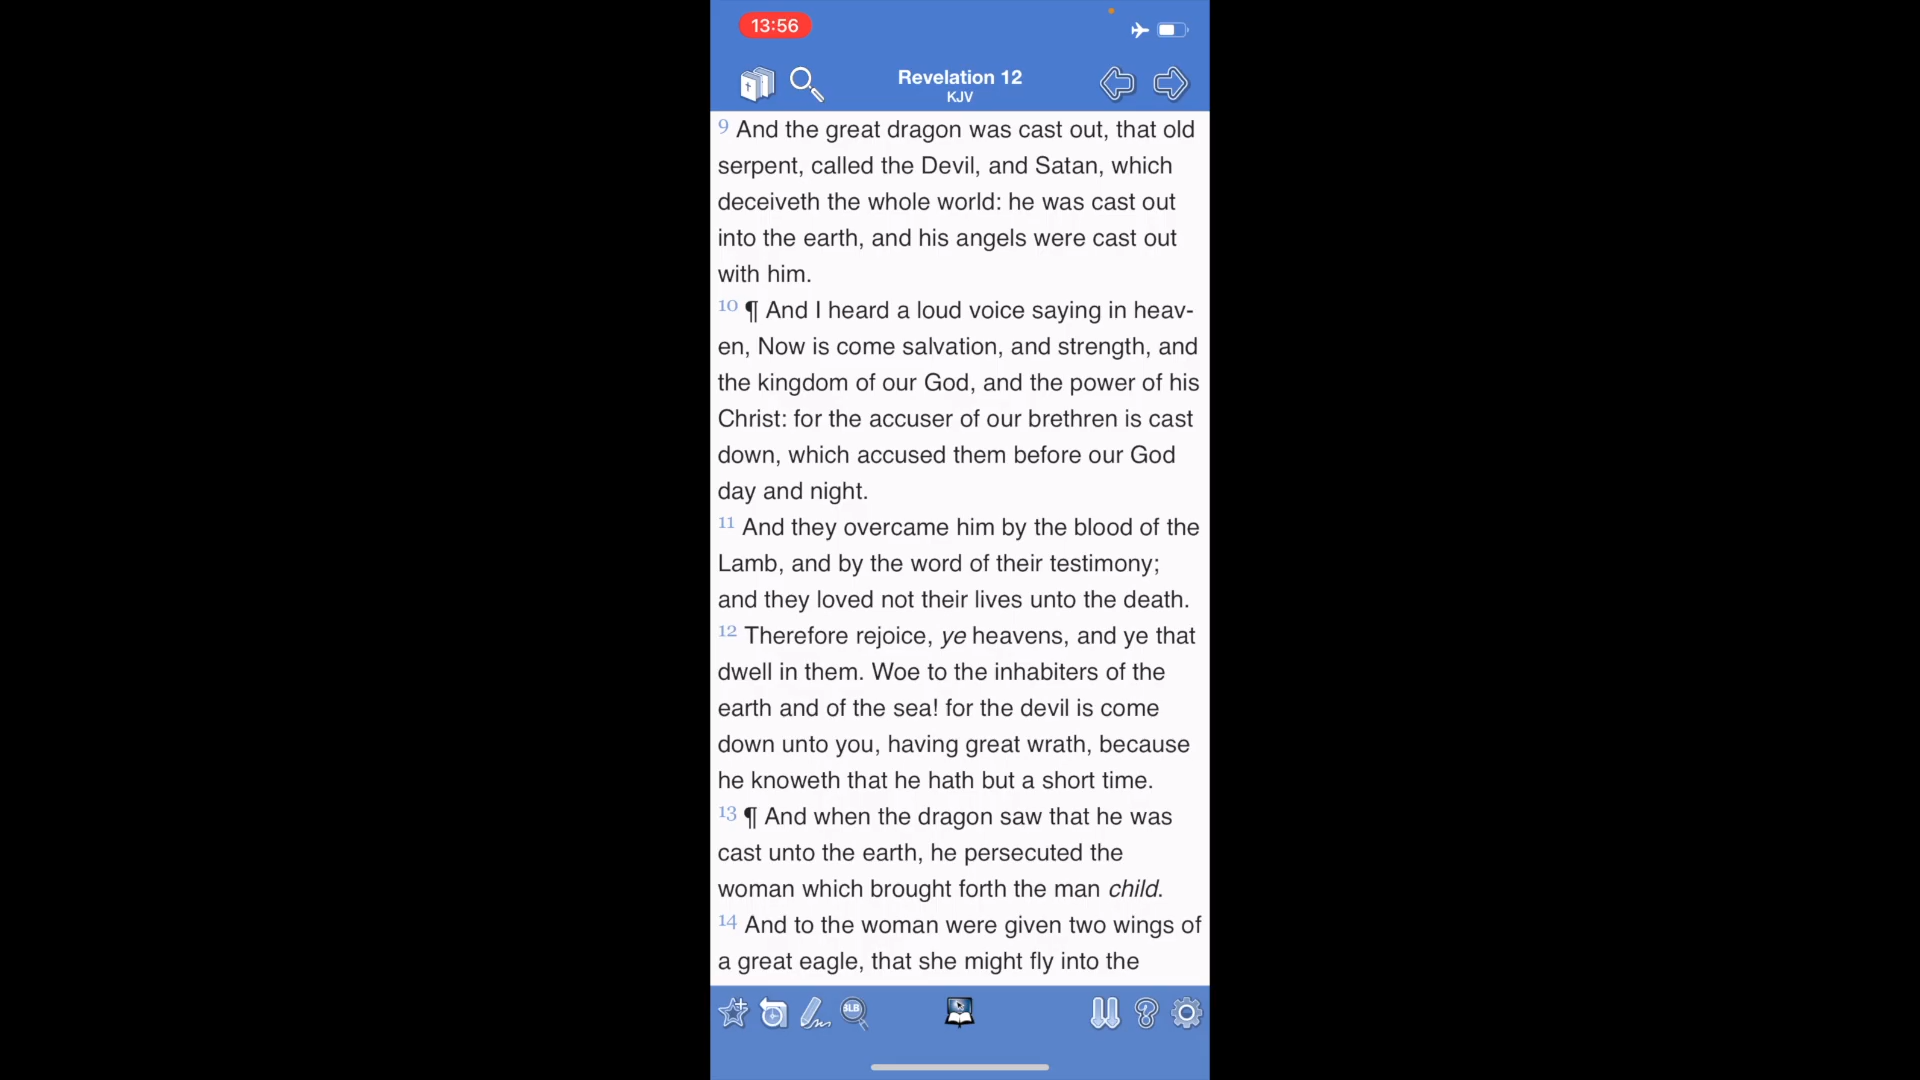 13:56
Revelation 12
KJV
9 And the great dragon was cast out, that old
serpent, called the Devil, and Satan, which
deceiveth the whole world: he was cast out
into the earth, and his angels were cast out
with him.
10 ¶ And I heard a loud voice saying in heav-
en, Now is come salvation, and strength, and
the kingdom of our God, and the power of his
Christ: for the accuser of our brethren is cast
down, which accused them before our God
day and night.
11 And they overcame him by the blood of the
Lamb, and by the word of their testimony;
and they loved not their lives unto the death.
12 Therefore rejoice, ye heavens, and ye that
dwell in them. Woe to the inhabiters of the
earth and of the sea! for the devil is come
down unto you, having great wrath, because
he knoweth that he hath but a short time.
13 ¶ And when the dragon saw that he was
cast unto the earth, he persecuted the
woman which brought forth the man child.
14 And to the woman were given two wings of
a great eagle, that she might fly into the
BLB